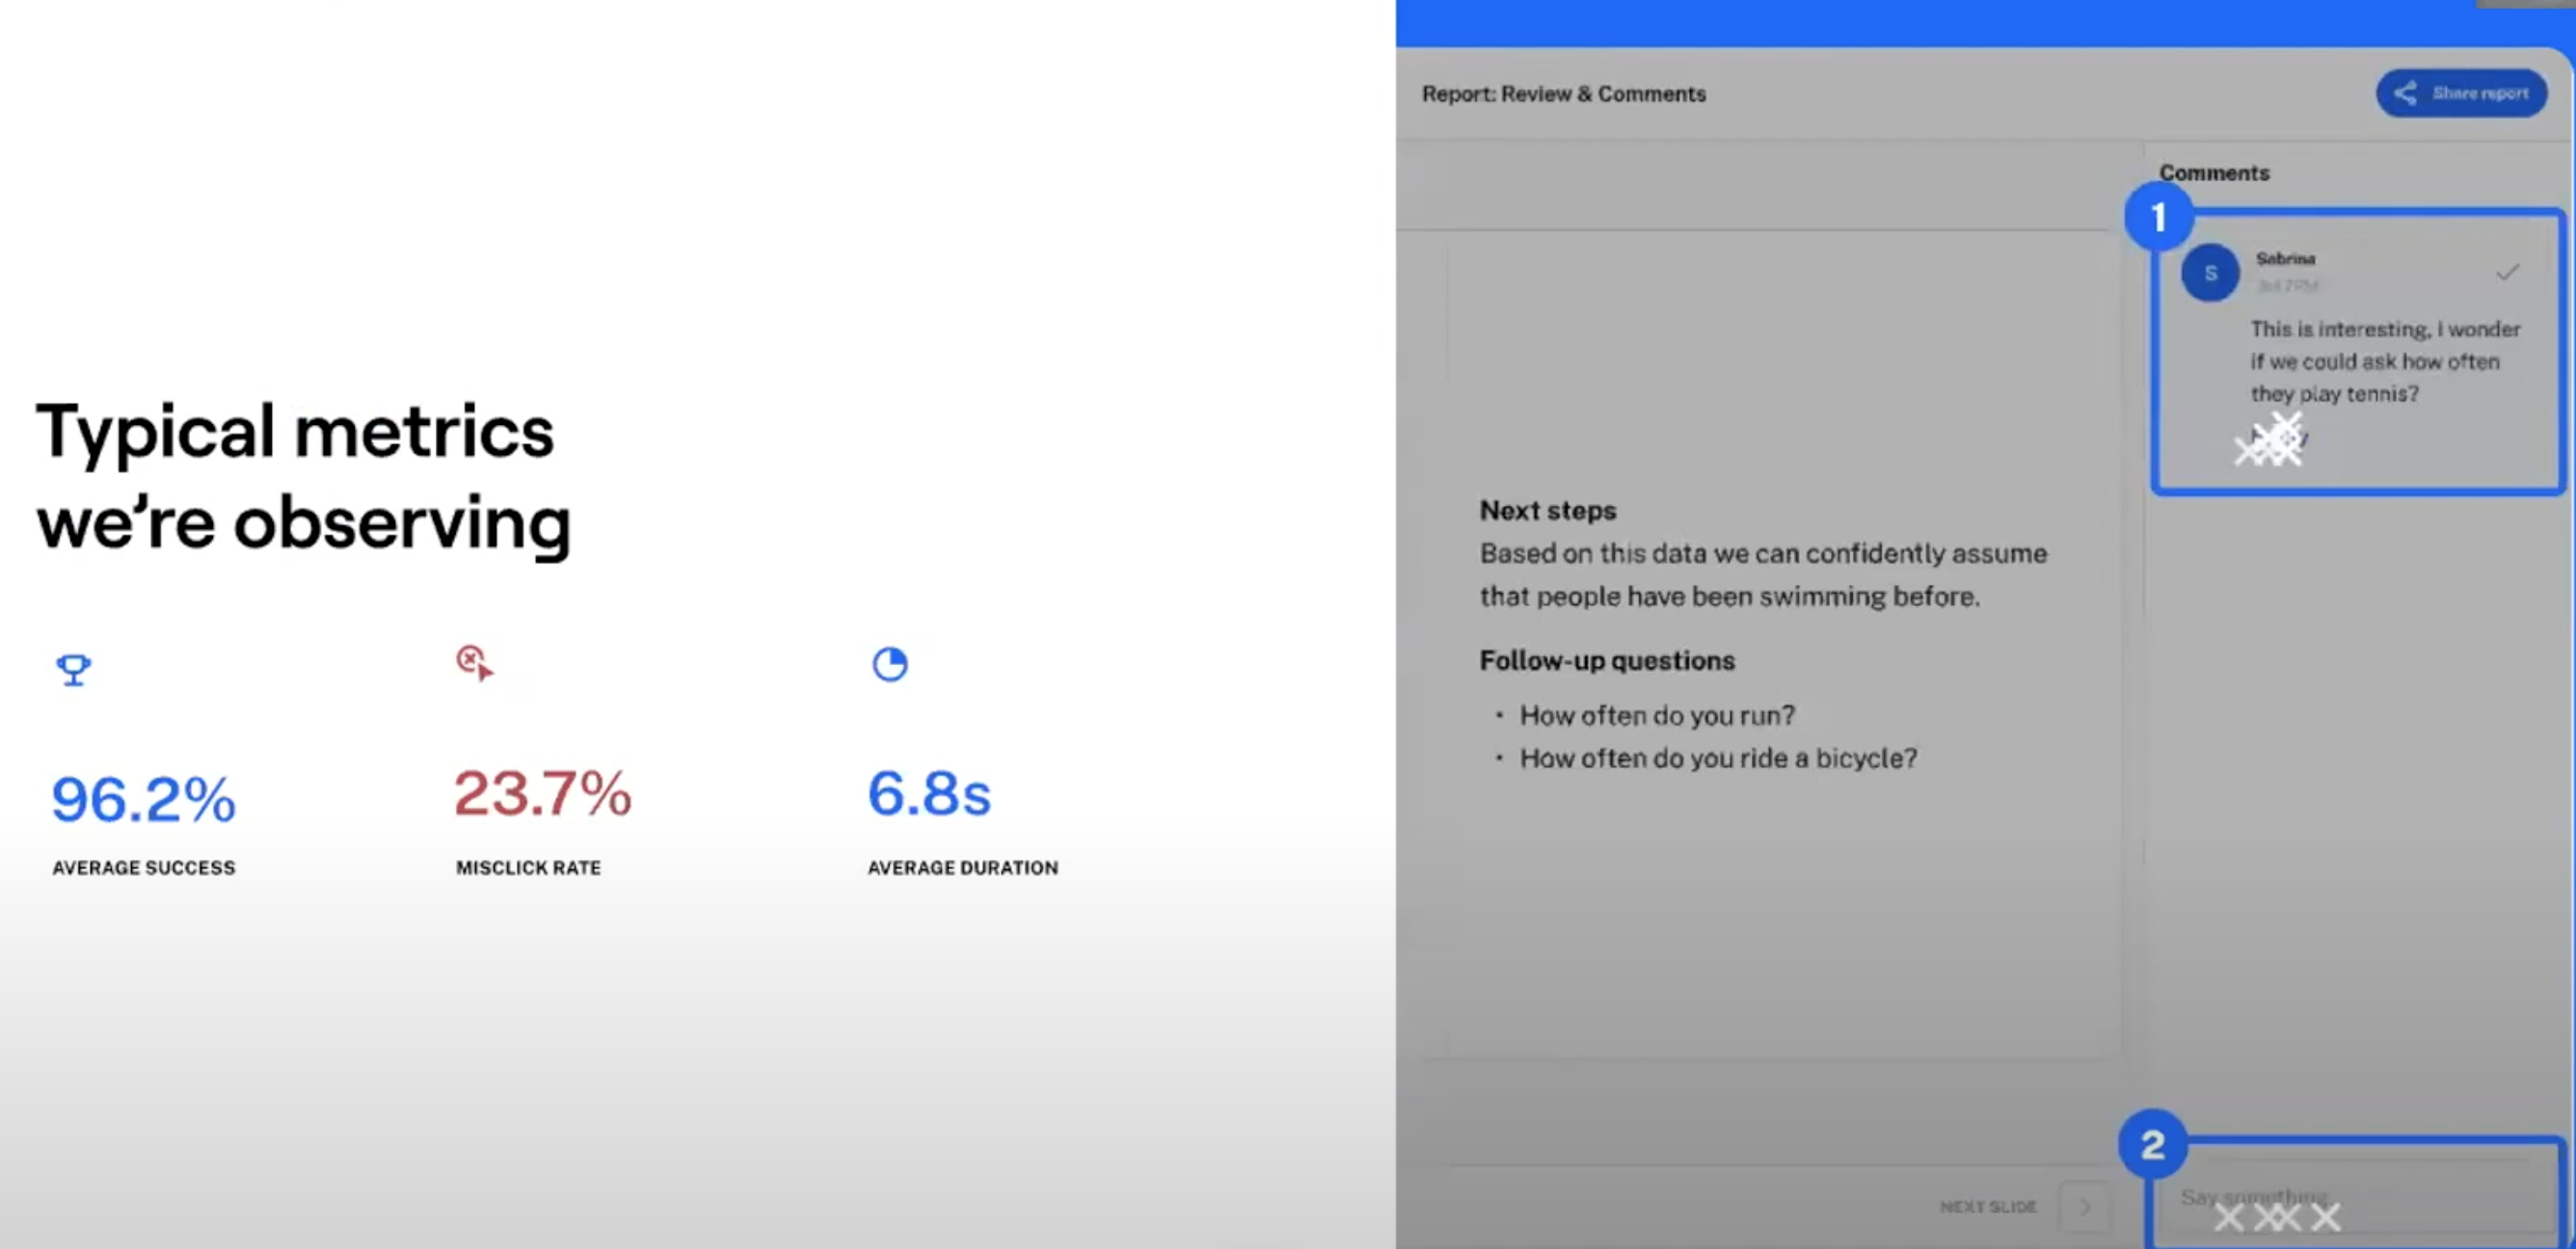 Typical metrics
we're observing
96.2%
AVERAGE SUCCESS
23.7%
MISCLICK RATE
6.8s
AVERAGE DURATION
Report: Review & Comments
Share report
Next steps
Based on this data we can confidently assume
that people have been swimming before.
Follow-up questions
• How often do you run?
• How often do you ride a bicycle?
NEXT SLIDE
Comments
1
S
Sabrina
This is interesting, I wonder
if we could ask how often
they play tennis?
2
Say something